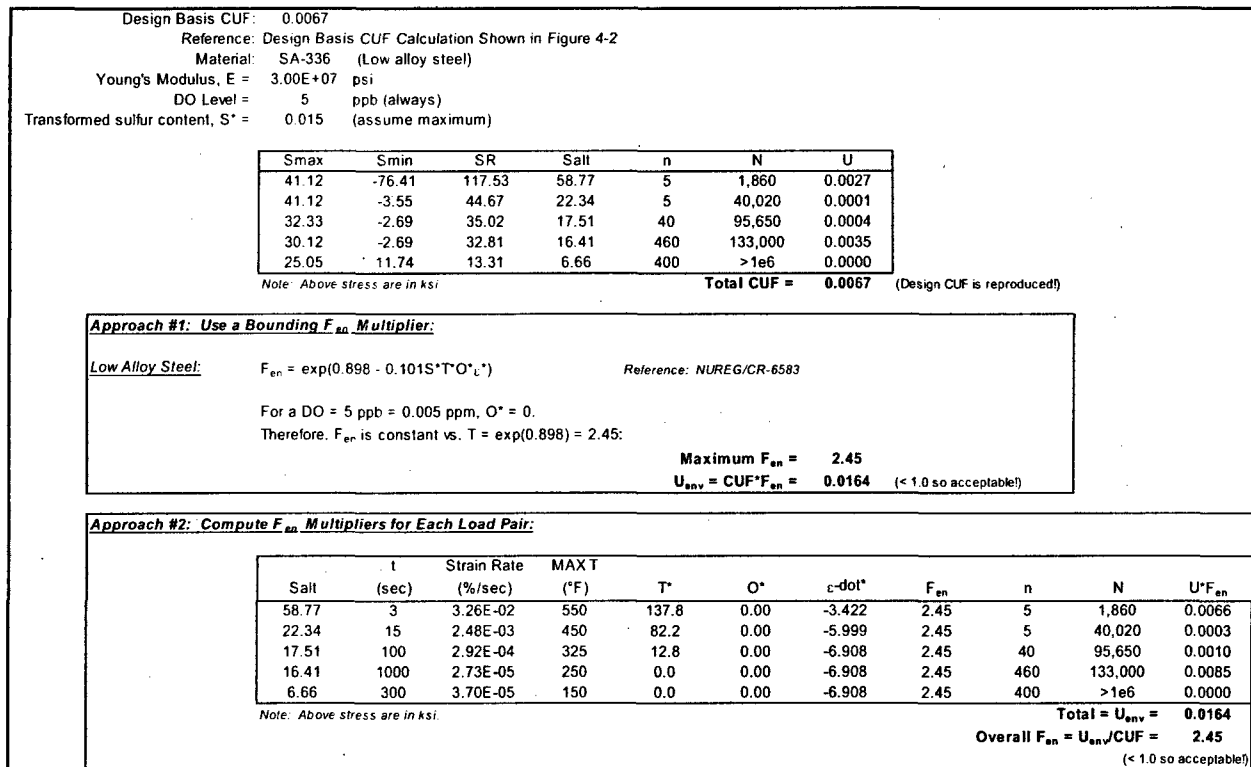 Design Basis CUF: 0.0067
Reference: Design Basis CUF Calculation Shown in Figure 4-2
Material: SA-336 (Low alloy steel)
Young's Modulus, E = 3.00E+07 psi
DO Level = 5 ppb (always)
Transformed sulfur content, S* = 0.015 (assume maximum)
Smax Smin SR Salt n N U
41.12 -76.41 117.53 58.77 5 1,860 0.0027
41.12 -3.55 44.67 22.34 5 40,020 0.0001
32.33 -2.69 35.02 17.51 40 95,650 0.0004
30.12 -2.69 32.81 16.41 460 133,000 0.0035
25.05 11.74 13.31 6.66 400 >1e6 0.0000
Note: Above stress are in ksi Total CUF = 0.0067 (Design CUF is reproduced!)
Approach #1: Use a Bounding Fen Multiplier:
Low Alloy Steel: Fen = exp(0.898 - 0.101S*T*O*ε*) Reference: NUREG/CR-6583
For a DO = 5 ppb = 0.005 ppm, O* = 0.
Therefore. Fen is constant vs. T = exp(0.898) = 2.45:
Maximum Fen = 2.45
Uenv = CUF*Fen = 0.0164 (< 1.0 so acceptable!)
Approach #2: Compute Fen Multipliers for Each Load Pair:
t Strain Rate MAX T
Salt (sec) (%/sec) (°F) T* O* ε-dot* Fen n N U*Fen
58.77 3 3.26E-02 550 137.8 0.00 -3.422 2.45 5 1,860 0.0066
22.34 15 2.48E-03 450 82.2 0.00 -5.999 2.45 5 40,020 0.0003
17.51 100 2.92E-04 325 12.8 0.00 -6.908 2.45 40 95,650 0.0010
16.41 1000 2.73E-05 250 0.0 0.00 -6.908 2.45 460 133,000 0.0085
6.66 300 3.70E-05 150 0.0 0.00 -6.908 2.45 400 >1e6 0.0000
Note: Above stress are in ksi. Total = Uenv = 0.0164
Overall Fen = Uenv/CUF = 2.45
(< 1.0 so acceptable!)